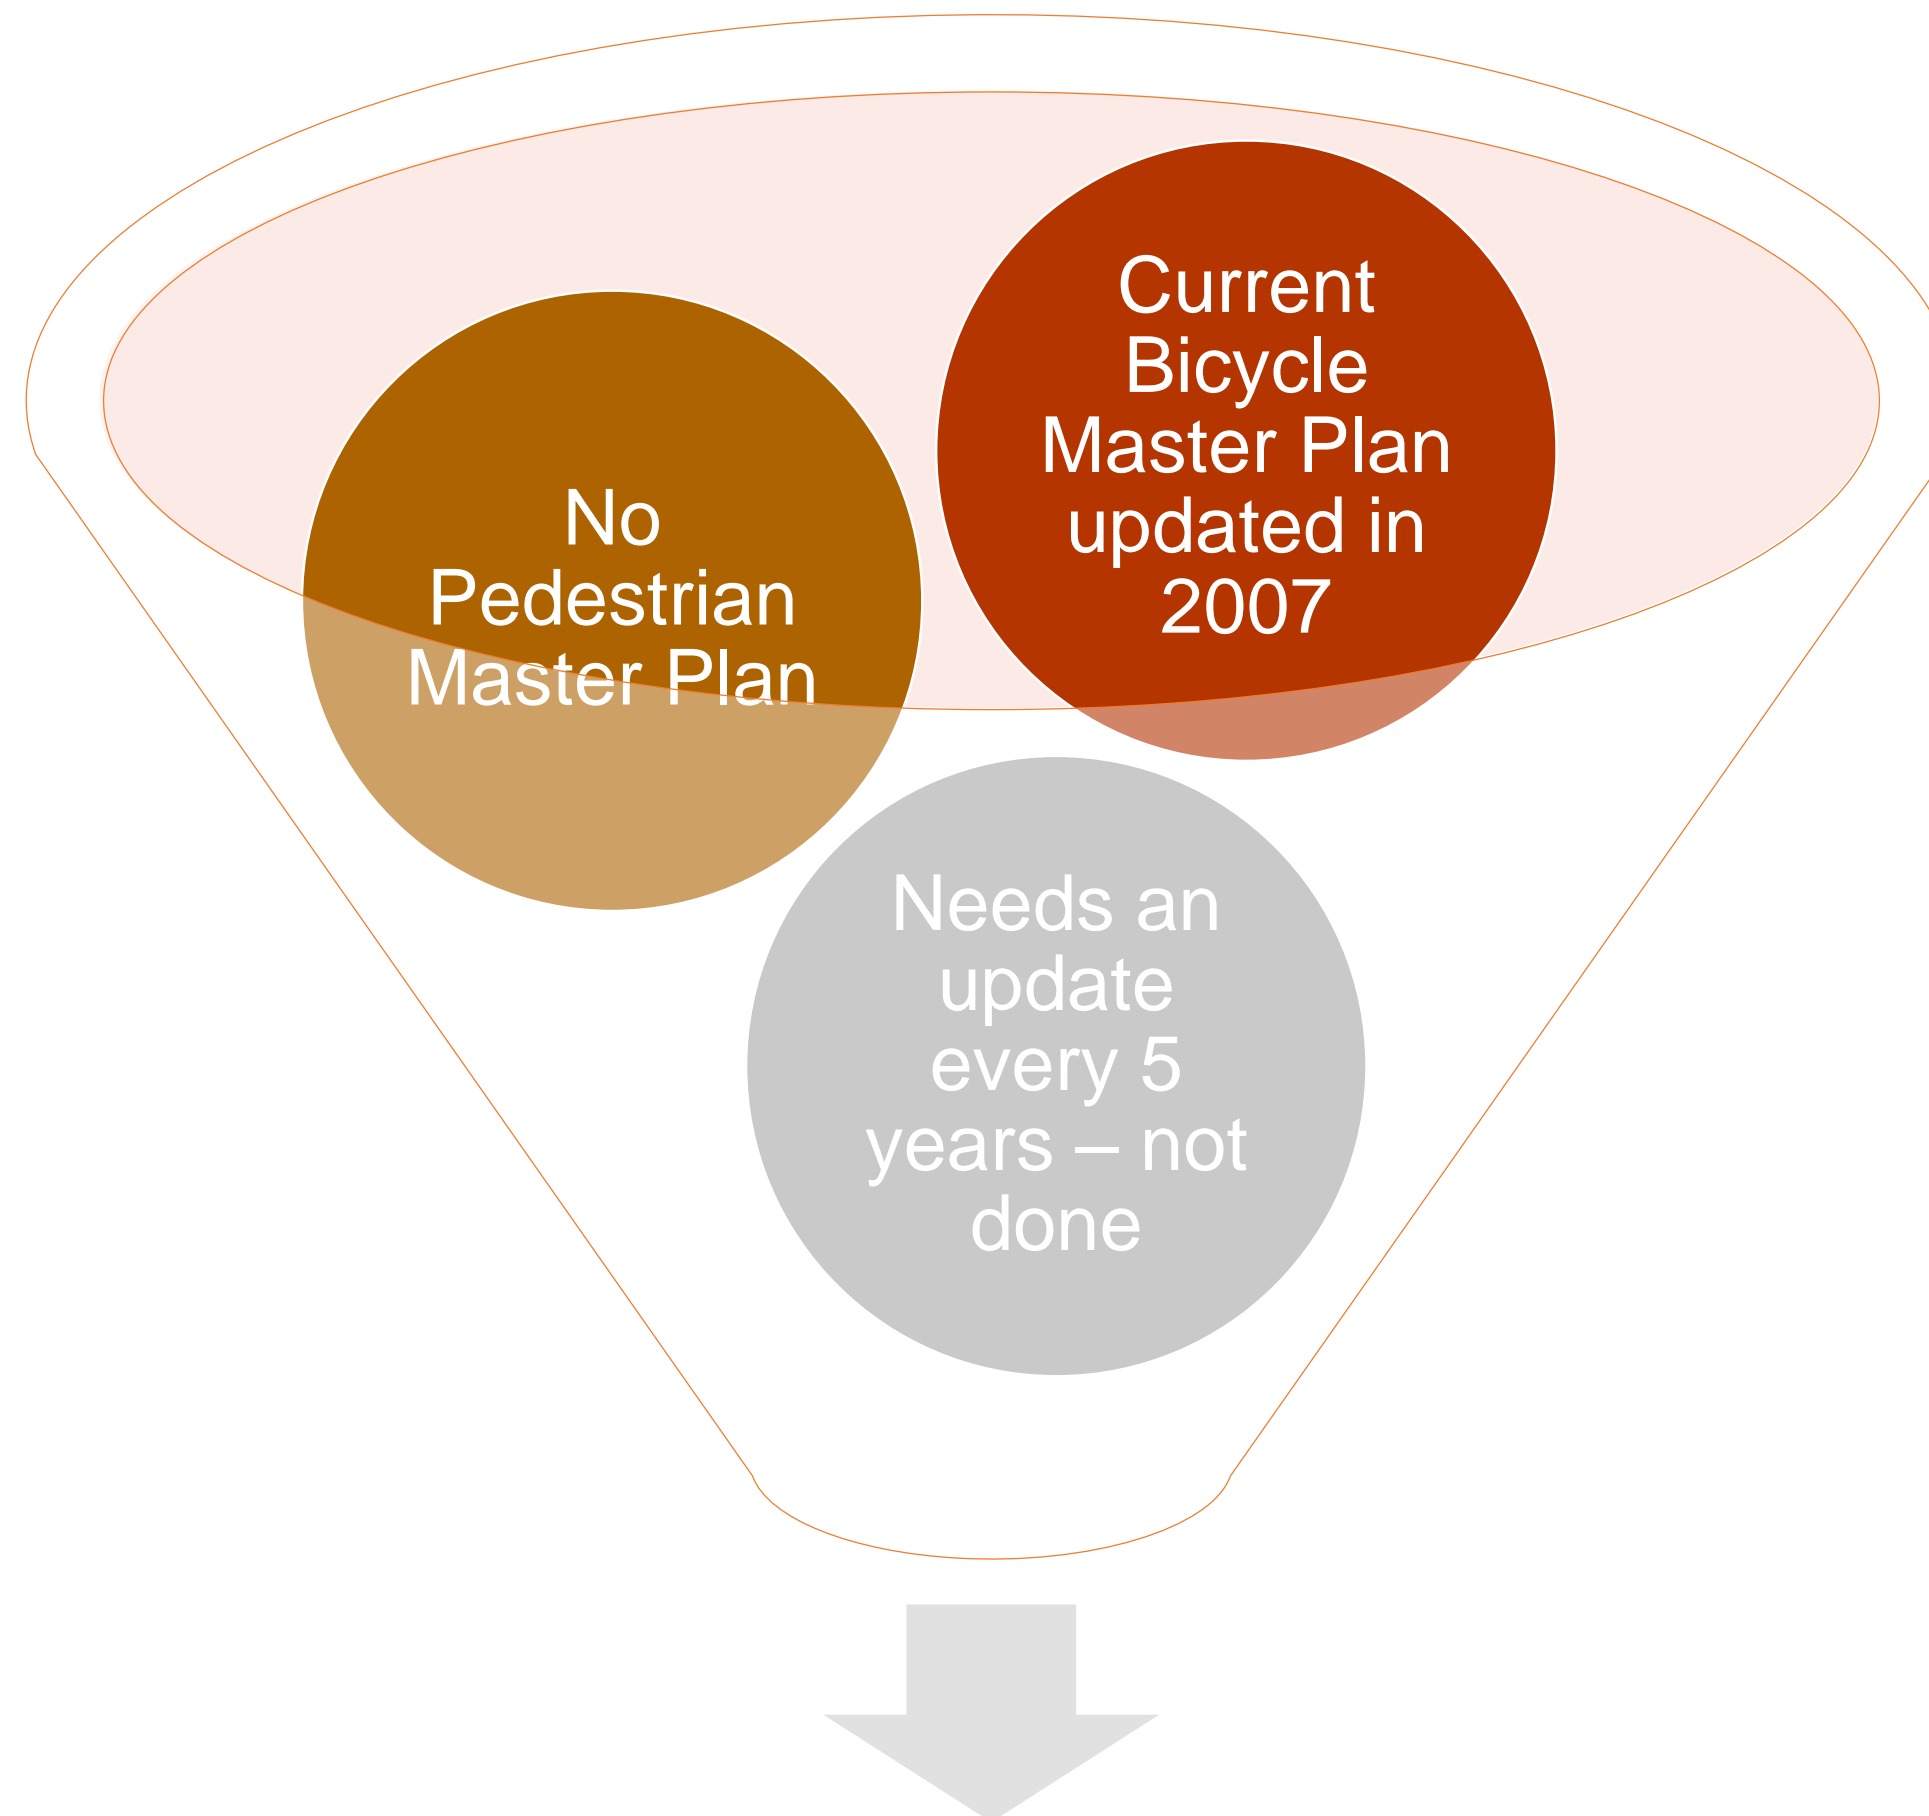 Current
Bicycle
Master Plan
updated in
2007
No
Pedestrian
Master Plan
Needs an
update
every 5
years – not
done